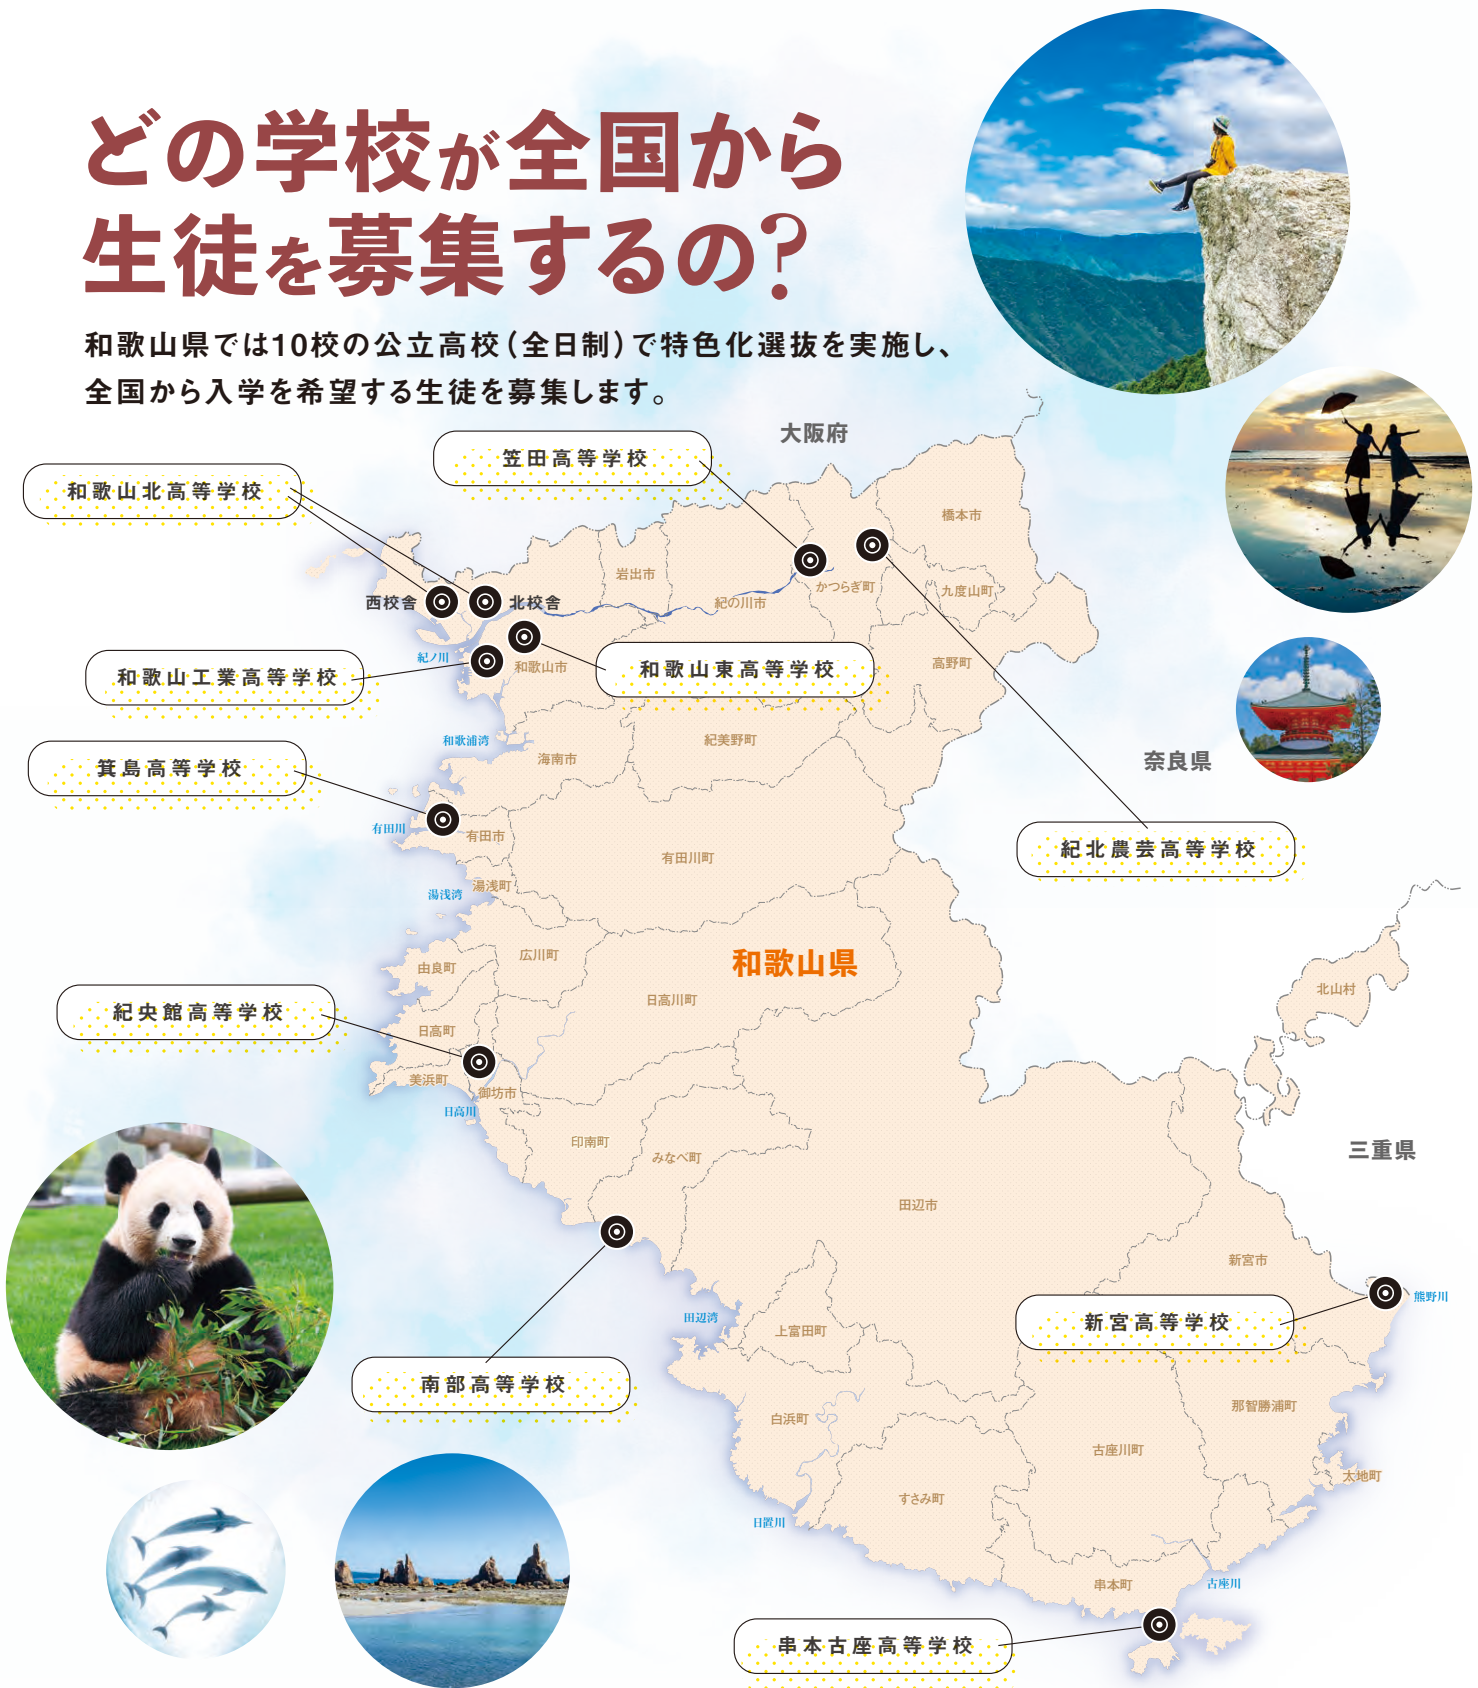 どの学校が全国から
生徒を募集するの?
和歌山県では10校の公立高校(全日制)で特色化選抜を実施し、
全国から入学を希望する生徒を募集します。
大阪府
笠田高等学校
和歌山北高等学校
橋本市
岩出市
かつらぎ町
九度山町
紀の川市
西校舎
北校舎
紀ノ川
和歌山市
和歌山東高等学校
高野町
和歌山工業高等学校
和歌浦湾
紀美野町
海南市
奈良県
箕島高等学校
有田川
有田市
紀北農芸高等学校
有田川町
湯浅湾
湯浅町
広川町
和歌山県
由良町
北山村
日高川町
紀央館高等学校
日高町
美浜町
御坊市
日高川
印南町
みなべ町
三重県
田辺市
新宮市
熊野川
田辺湾
上富田町
新宮高等学校
南部高等学校
那智勝浦町
白浜町
古座川町
太地町
すさみ町
日置川
串本町
古座川
串本古座高等学校